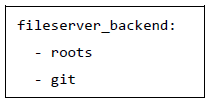 fileserver_backend:
  - roots
  - git